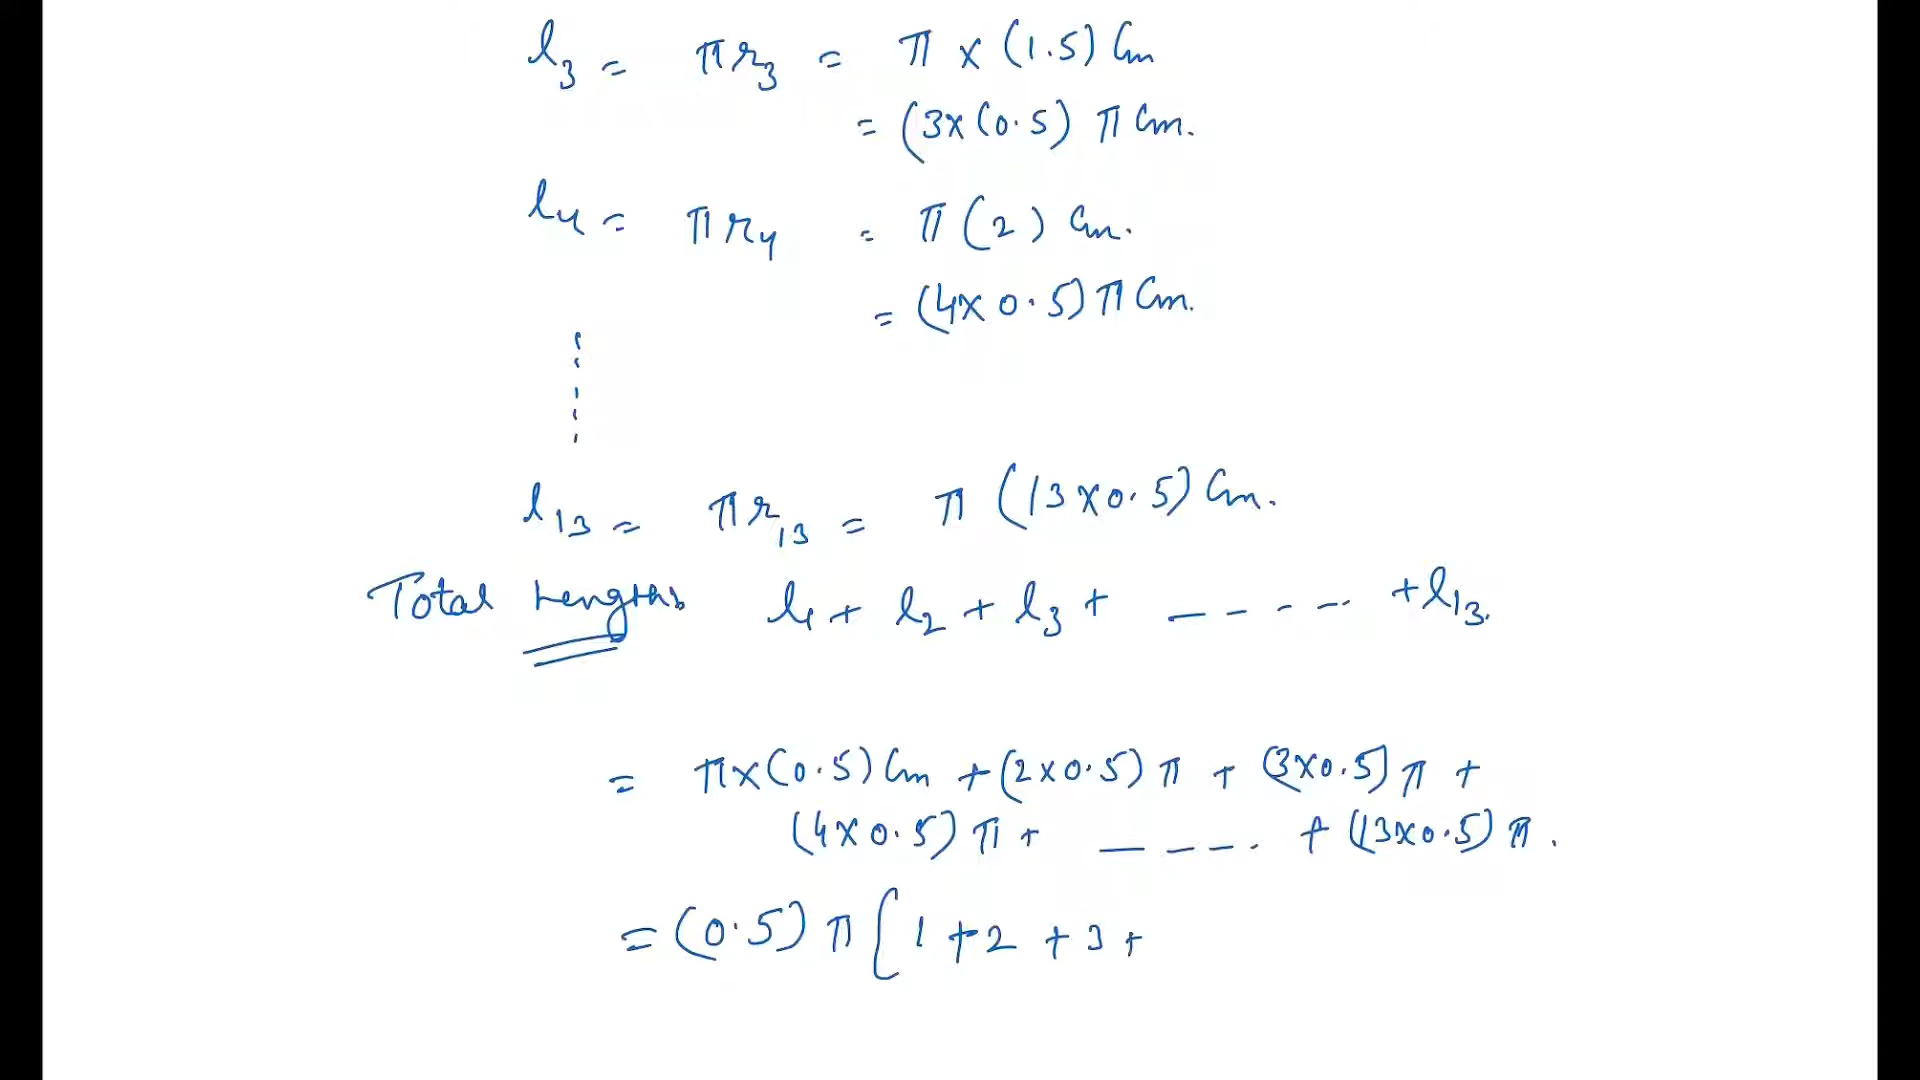 l₃ = πr₃ = π × (1.5) Cm
= (3×(0.5) π Cm.
l₄ = πr₄ = π (2) Cm.
= (4×0.5) π Cm.
l₁₃ = πr₁₃ = π (13×0.5) Cm.
Total Lengths l₁ + l₂ + l₃ + ----- + l₁₃.
= π×(0.5) Cm + (2×0.5) π + (3×0.5) π +
(4×0.5) π + ----. + (13×0.5) π.
= (0.5) π [ 1 + 2 + 3 +